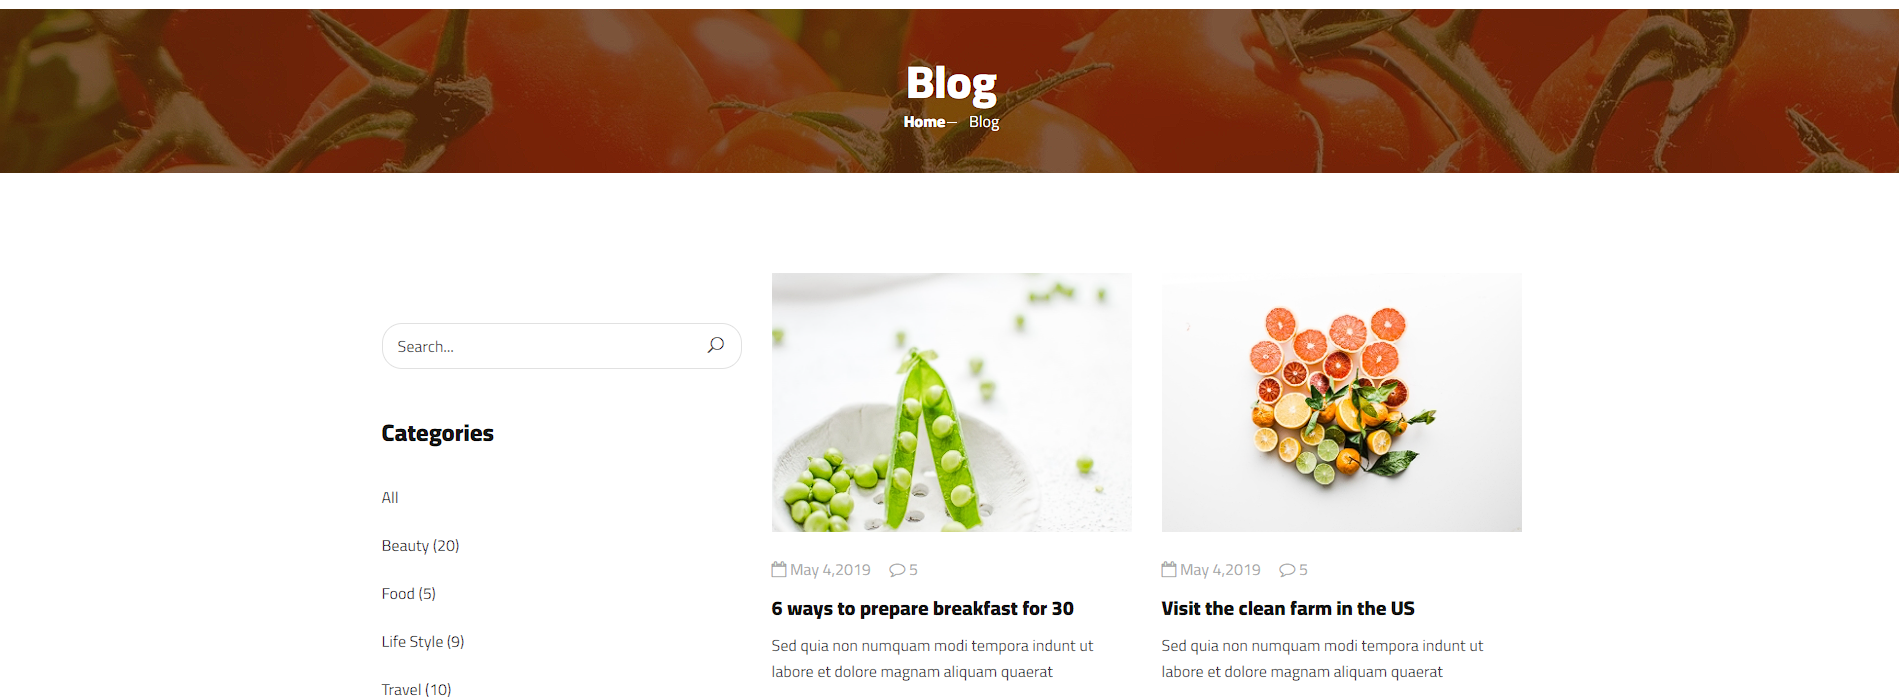 Blog
Home— Blog
Search...
Categories
All
Beauty (20)
Food (5)
Life Style (9)
Travel (10)
May 4,2019 5
6 ways to prepare breakfast for 30
Sed quia non numquam modi tempora indunt ut
labore et dolore magnam aliquam quaerat
May 4,2019 5
Visit the clean farm in the US
Sed quia non numquam modi tempora indunt ut
labore et dolore magnam aliquam quaerat